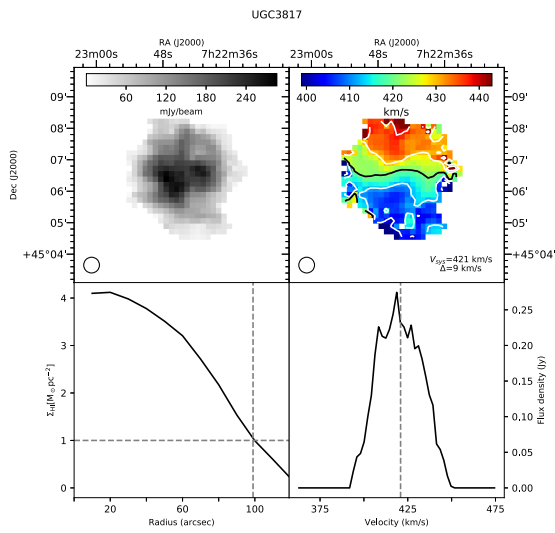 UGC3817
RA (J2000)
RA (J2000)
23m00s 48s 7h22m36s
23m00s 48s 7h22m36s
60 120 180 240
mJy/beam
400 410 420 430 440
km/s
09' 08' 07' 06' 05' +45°04'
Dec (J2000)
09' 08' 07' 06' 05' +45°04'
V_sys=421 km/s
Δ=9 km/s
4 3 2 1 0
Σ_HI[M_⊙pc⁻²]
20 60 100
Radius (arcsec)
0.25 0.20 0.15 0.10 0.05 0.00
Flux density (Jy)
375 425 475
Velocity (km/s)